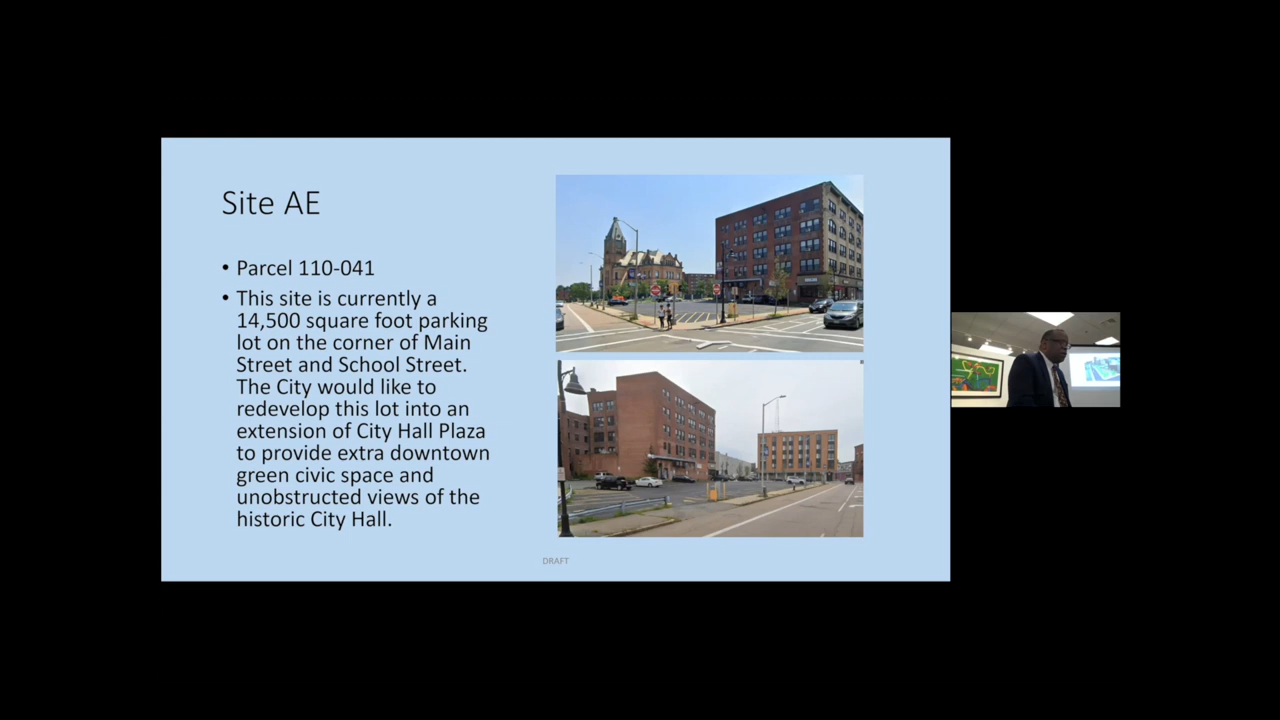 Site AE
• Parcel 110-041
• This site is currently a
14,500 square foot parking
lot on the corner of Main
Street and School Street.
The City would like to
redevelop this lot into an
extension of City Hall Plaza
to provide extra downtown
green civic space and
unobstructed views of the
historic City Hall.
DRAFT